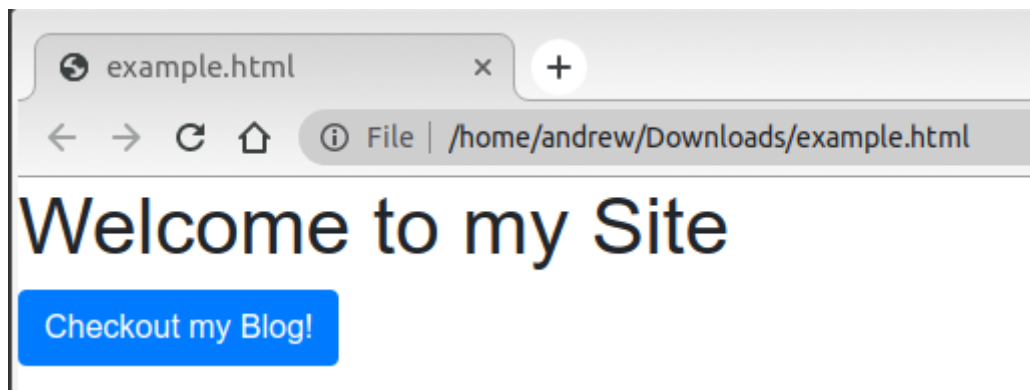 example.html
File | /home/andrew/Downloads/example.html
Welcome to my Site
Checkout my Blog!